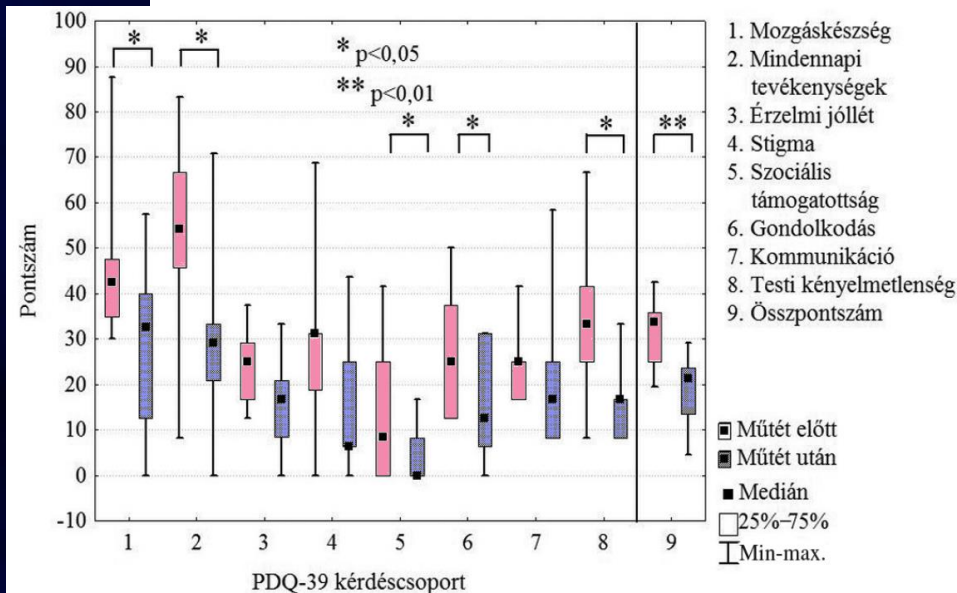 100
90
80
70
60
50
40
30
20
10
0
-10
Pontszám
* * * p<0,05
** p<0,01
* * * **
1 2 3 4 5 6 7 8 9
PDQ-39 kérdéscsoport
1. Mozgáskészség
2. Mindennapi
tevékenységek
3. Érzelmi jóllét
4. Stigma
5. Szociális
támogatottság
6. Gondolkodás
7. Kommunikáció
8. Testi kényelmetlenség
9. Összpontszám
Műtét előtt
Műtét után
Medián
25%–75%
Min-max.